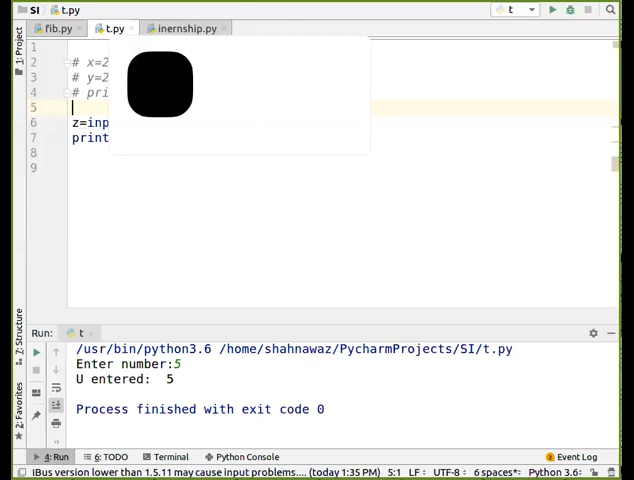 SI t.py
t
fib.py t.py inernship.py
1
2 # x=2
3 # y=2
4 # pri
5
6 z=inp
7 print
8
9
1: Project
7: Structure
2: Favorites
Run: t
/usr/bin/python3.6 /home/shahnawaz/PycharmProjects/SI/t.py
Enter number:5
U entered:  5
Process finished with exit code 0
4: Run 6: TODO Terminal Python Console 2 Event Log
IBus version lower than 1.5.11 may cause input problems.... (today 1:35 PM) 5:1 LF UTF-8 6 spaces* Python 3.6